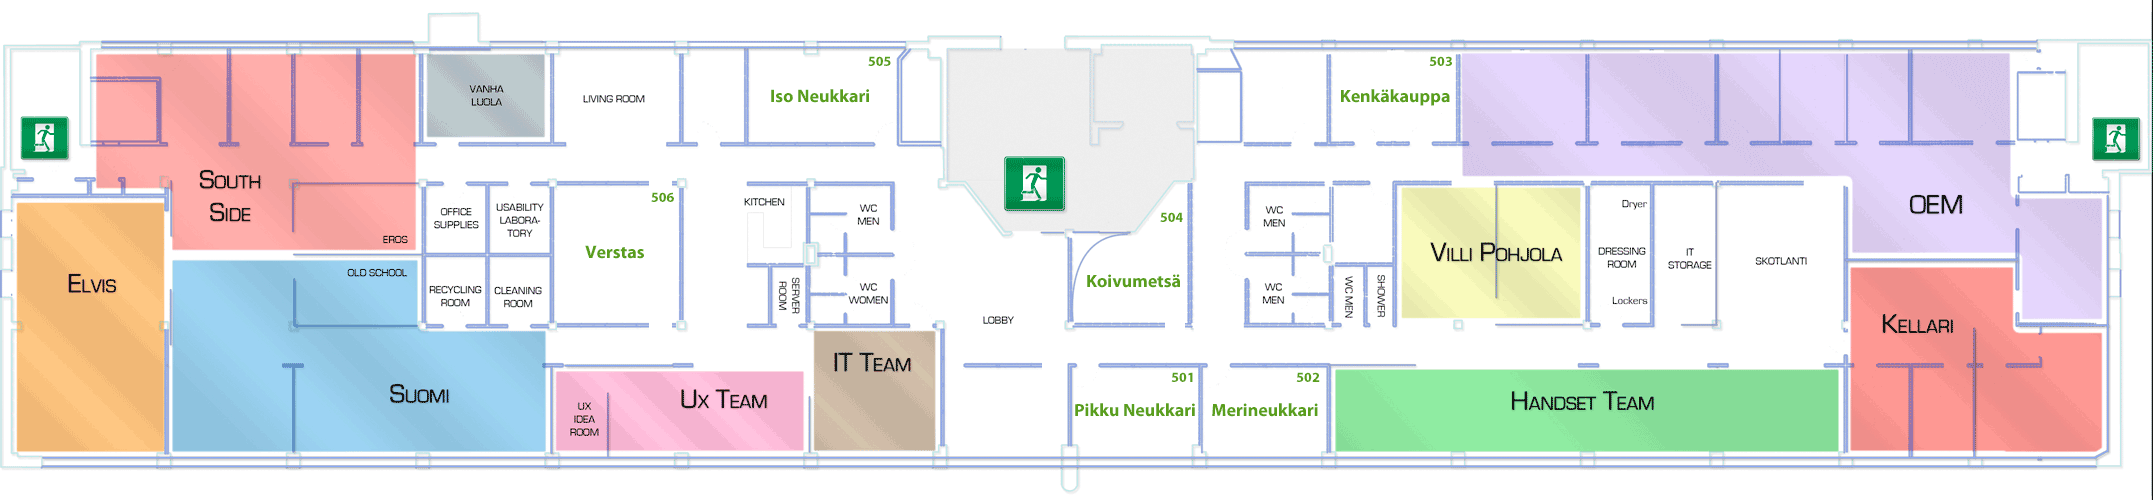 505
503
VANHA
LUOLA
LIVING ROOM
Iso Neukkari
Kenkäkauppa
SOUTH
SIDE
EROS
OFFICE
SUPPLIES
USABILITY
LABORA-
TORY
506
Verstas
KITCHEN
WC
MEN
504
Koivumetsä
WC
MEN
Dryer
VILLI POHJOLA
DRESSING
ROOM
IT
STORAGE
SKOTLANTI
OEM
ELVIS
OLD SCHOOL
RECYCLING
ROOM
CLEANING
ROOM
SERVER
ROOM
WC
WOMEN
WC
MEN
WC MEN
SHOWER
Lockers
LOBBY
KELLARI
SUOMI
UX
IDEA
ROOM
UX TEAM
IT TEAM
501
Pikku Neukkari
502
Merineukkari
HANDSET TEAM